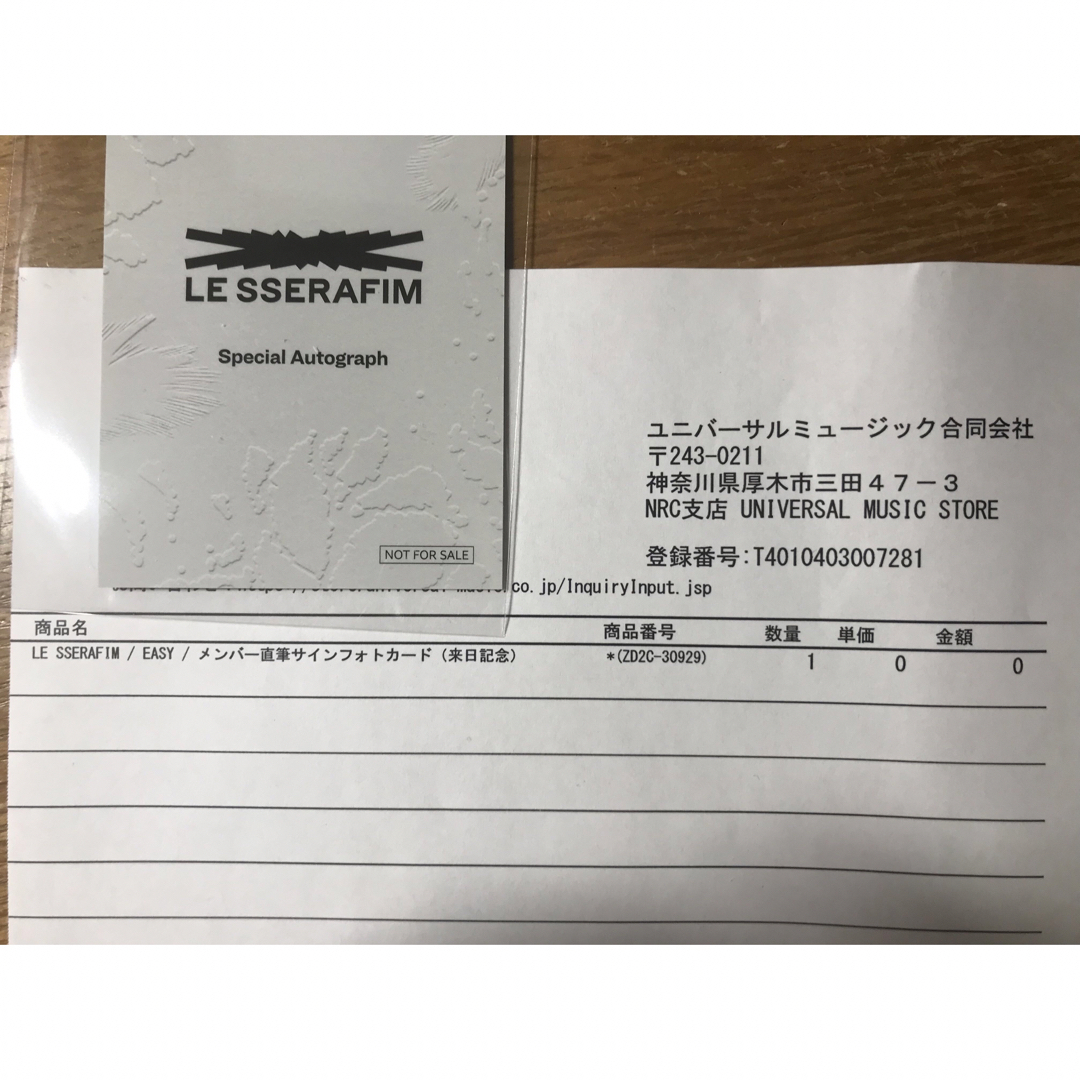 LE SSERAFIM
Special Autograph
NOT FOR SALE
ユニバーサルミュージック合同会社
〒243-0211
神奈川県厚木市三田４７－３
NRC支店 UNIVERSAL MUSIC STORE
登録番号:T4010403007281
co.jp/InquiryInput.jsp
商品名 商品番号 数量 単価 金額
LE SSERAFIM / EASY / メンバー直筆サインフォトカード（来日記念） *(ZD2C-30929) 1 0 0